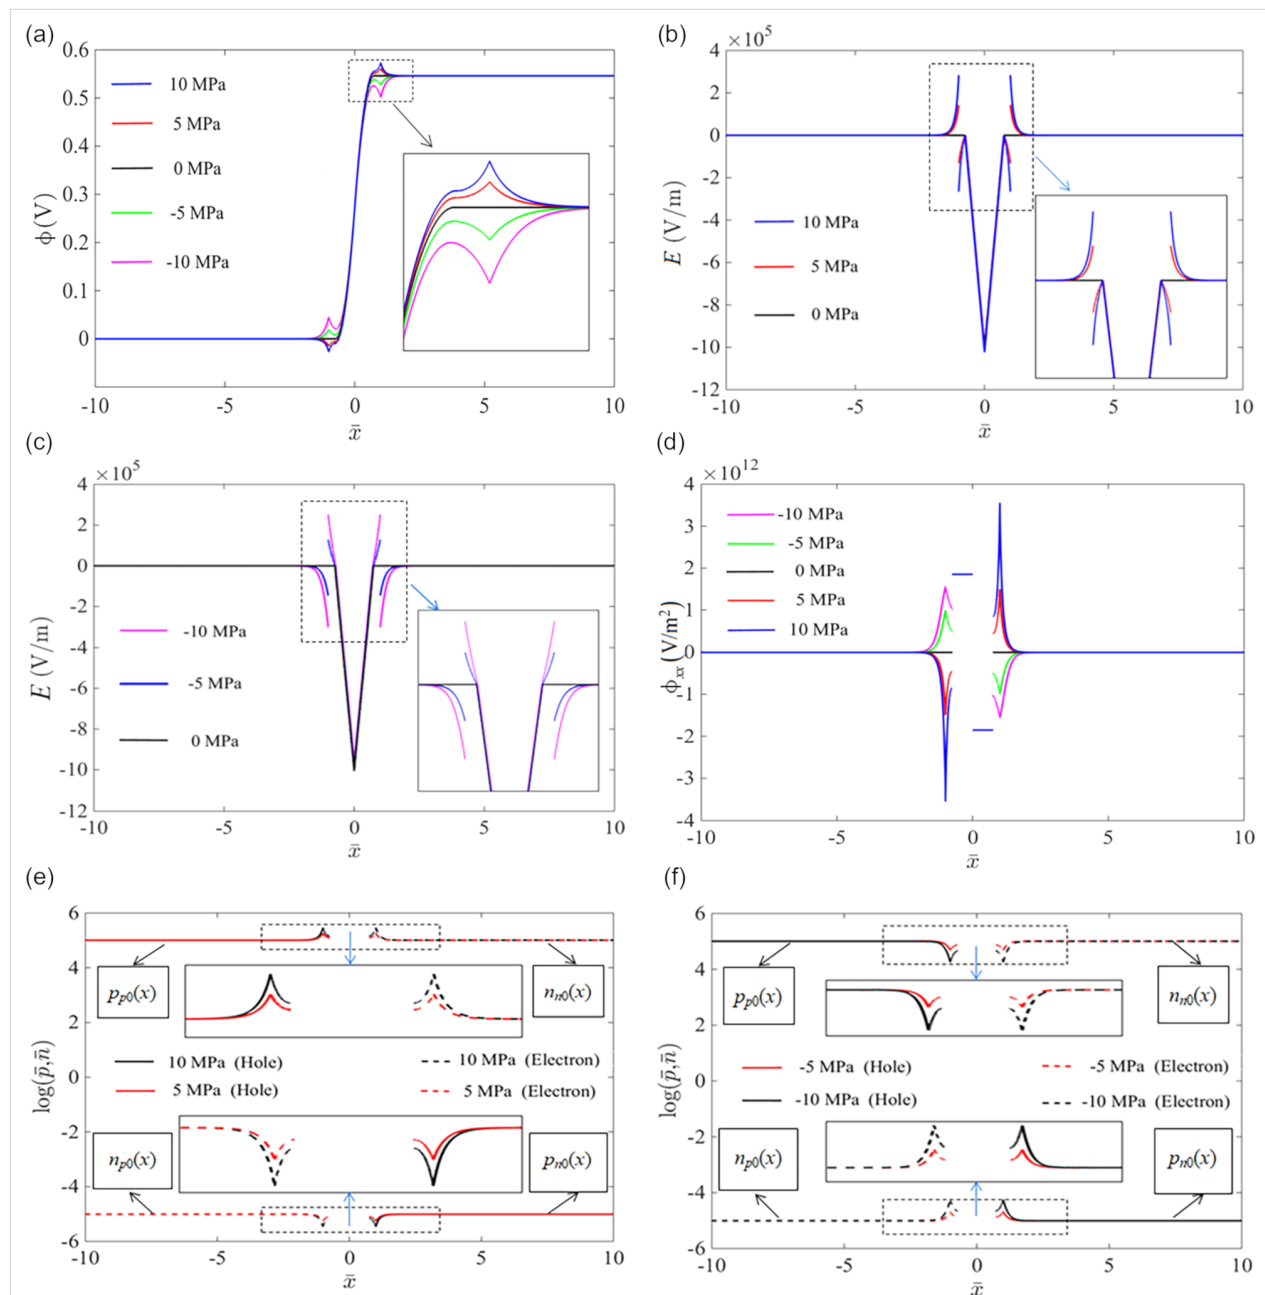 (a)
0.6
0.5
0.4
0.3
0.2
0.1
0
-10
-5
0
5
10
ϕ(V)
x̄
10 MPa
5 MPa
0 MPa
-5 MPa
-10 MPa
(b)
×10⁵
4
2
0
-2
-4
-6
-8
-10
-12
-10
-5
0
5
10
E (V/m)
x̄
10 MPa
5 MPa
0 MPa
(c)
×10⁵
4
2
0
-2
-4
-6
-8
-10
-12
-10
-5
0
5
10
E (V/m)
x̄
-10 MPa
-5 MPa
0 MPa
(d)
×10¹²
4
3
2
1
0
-1
-2
-3
-4
-10
-5
0
5
10
ϕxx(V/m²)
x̄
-10 MPa
-5 MPa
0 MPa
5 MPa
10 MPa
(e)
6
4
2
0
-2
-4
-6
-10
-5
0
5
10
log(p̄,n̄)
x̄
pp0(x)
nn0(x)
10 MPa (Hole)
10 MPa (Electron)
5 MPa (Hole)
5 MPa (Electron)
np0(x)
pn0(x)
(f)
6
4
2
0
-2
-4
-6
-10
-5
0
5
10
log(p̄,n̄)
x̄
pp0(x)
nn0(x)
-5 MPa (Hole)
-5 MPa (Electron)
-10 MPa (Hole)
-10 MPa (Electron)
np0(x)
pn0(x)